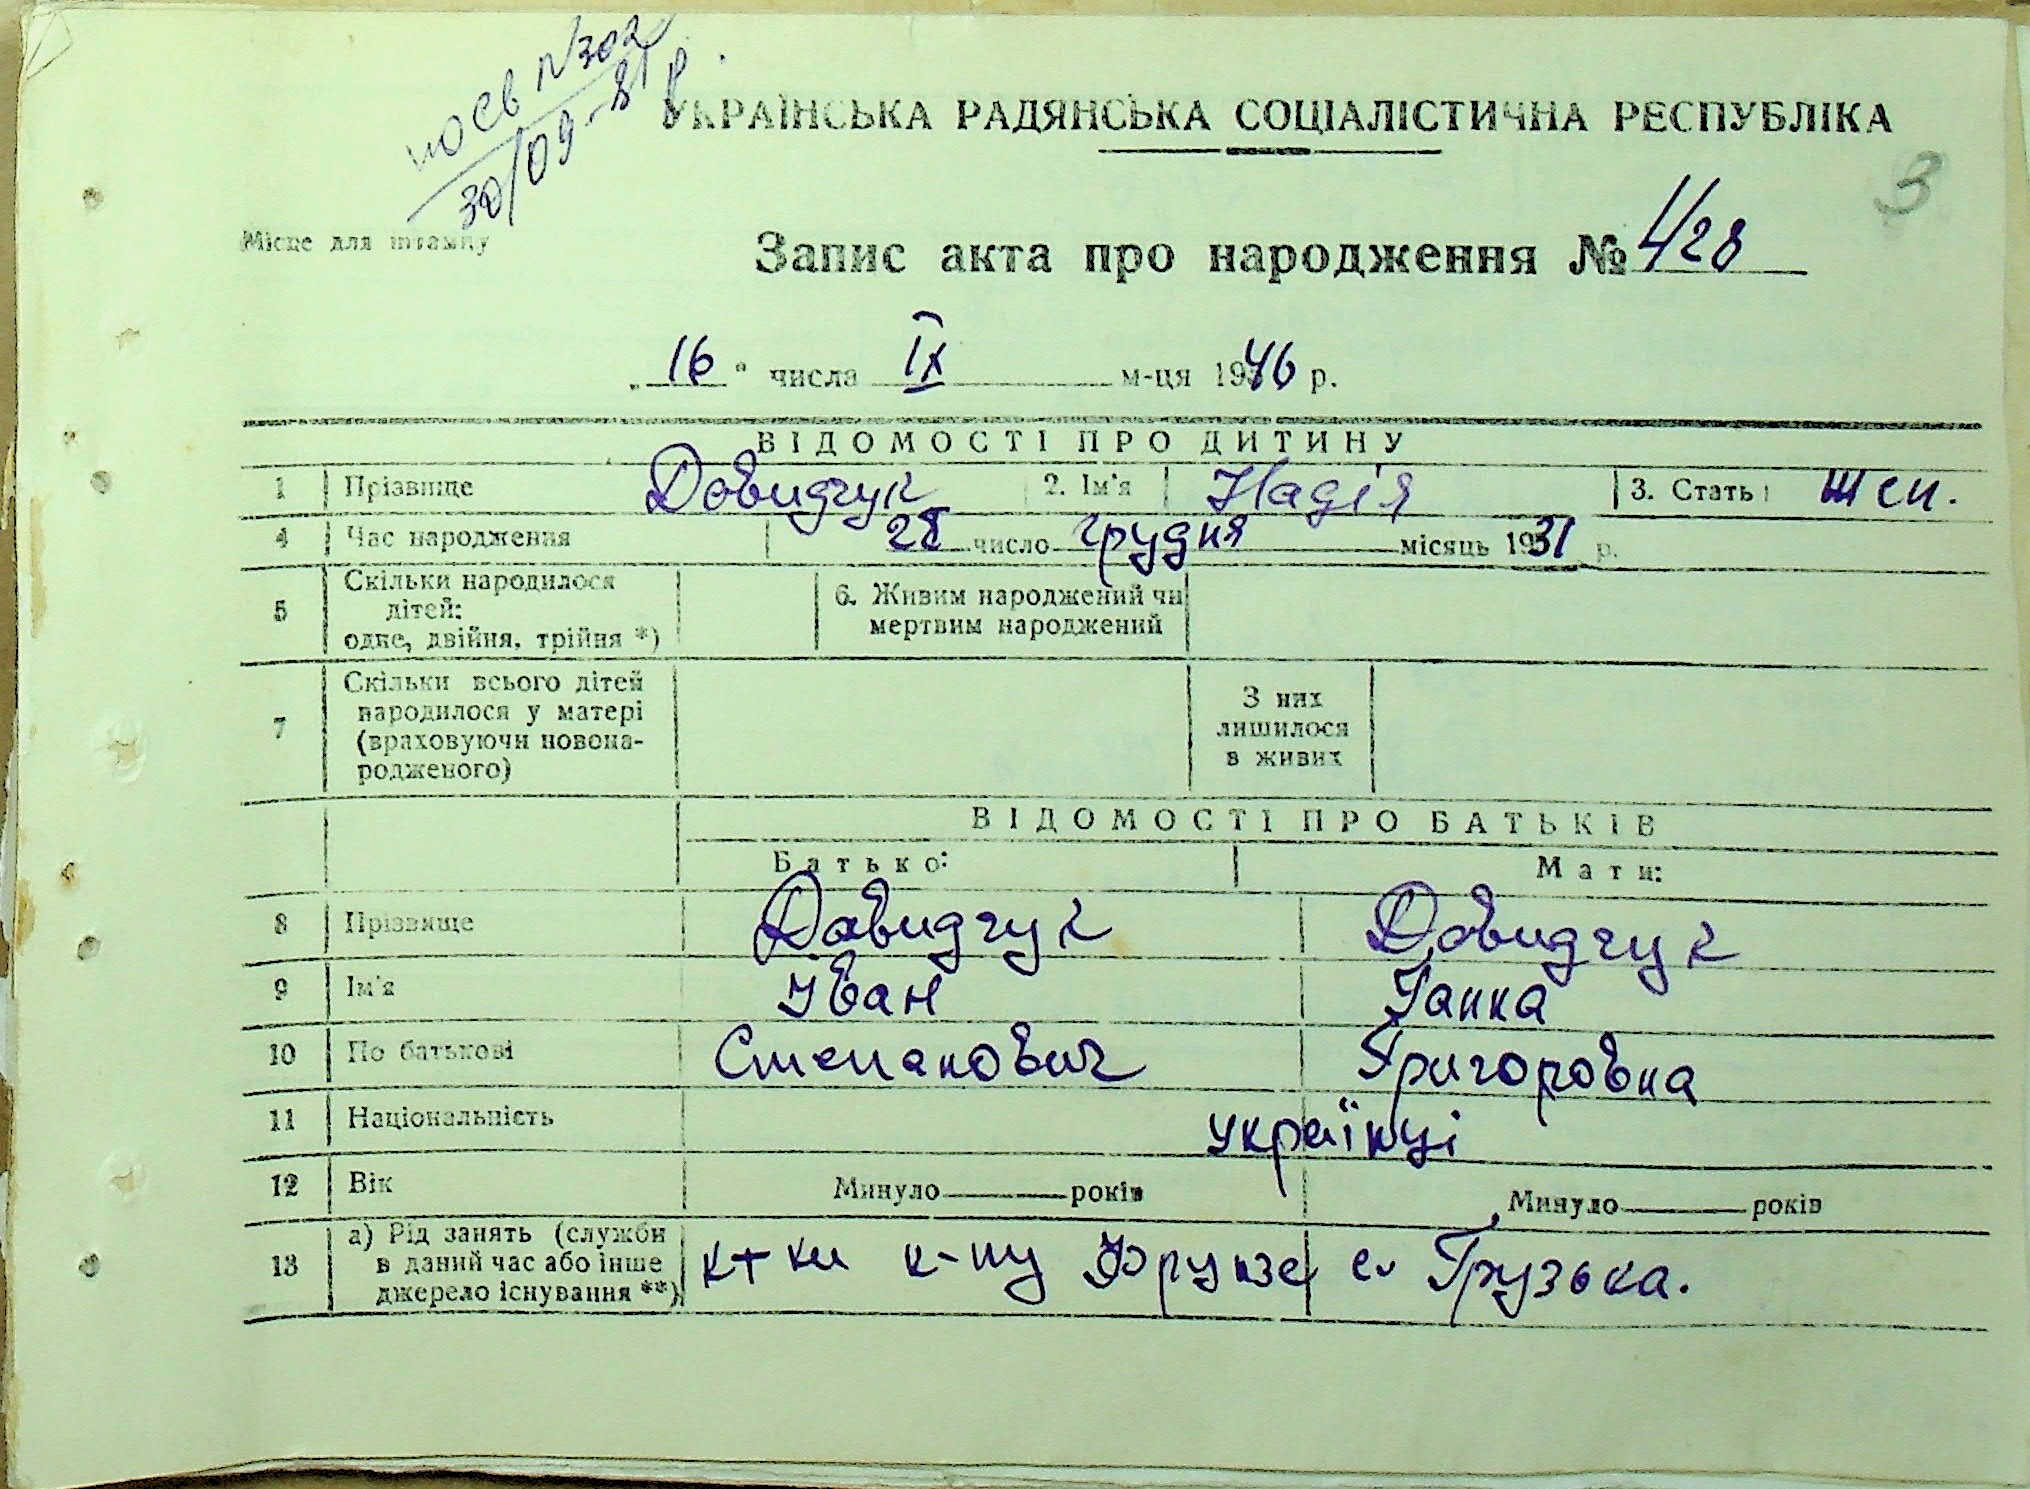 №302
30/09-81 р.
УКРАЇНСЬКА РАДЯНСЬКА СОЦІАЛІСТИЧНА РЕСПУБЛІКА
3
Місце для штампу
Запис акта про народження № 428
„16" числа IX м-ця 1946 р.
ВІДОМОСТІ ПРО ДИТИНУ
1 Прізвище Довидчук 2. Ім'я Надія 3. Стать жен.
4 Час народження 28 число грудня місяць 1931 р.
5 Скільки народилося дітей: одне, двійня, трійня *) 6. Живим народжений чи мертвим народжений
7 Скільки всього дітей народилося у матері (враховуючи новонародженого) З них лишилося в живих
ВІДОМОСТІ ПРО БАТЬКІВ
Батько: Мати:
8 Прізвище Довидчук Довидчук
9 Ім'я Іван Ганна
10 По батькові Степанович Григоровна
11 Національність українці
12 Вік Минуло років Минуло років
13 а) Рід занять (служби в даний час або інше джерело існування **) к-ки к-пу Фрунзе с. Грузька.